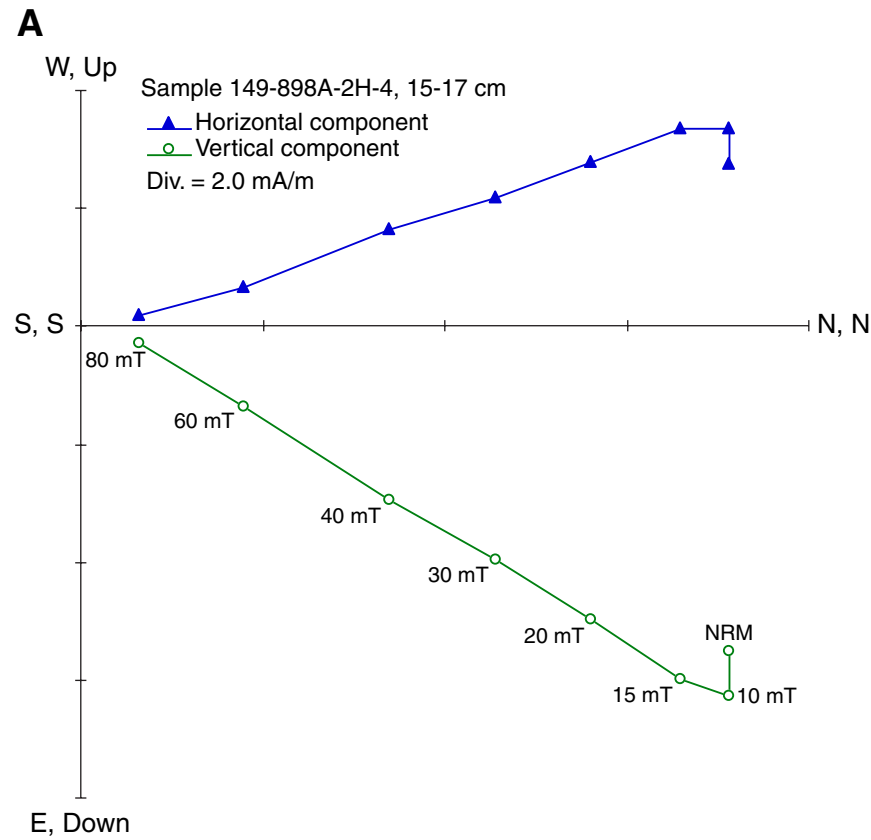 A
W, Up
Sample 149-898A-2H-4, 15-17 cm
Horizontal component
Vertical component
Div. = 2.0 mA/m
S, S
N, N
80 mT
60 mT
40 mT
30 mT
20 mT
NRM
15 mT
10 mT
E, Down